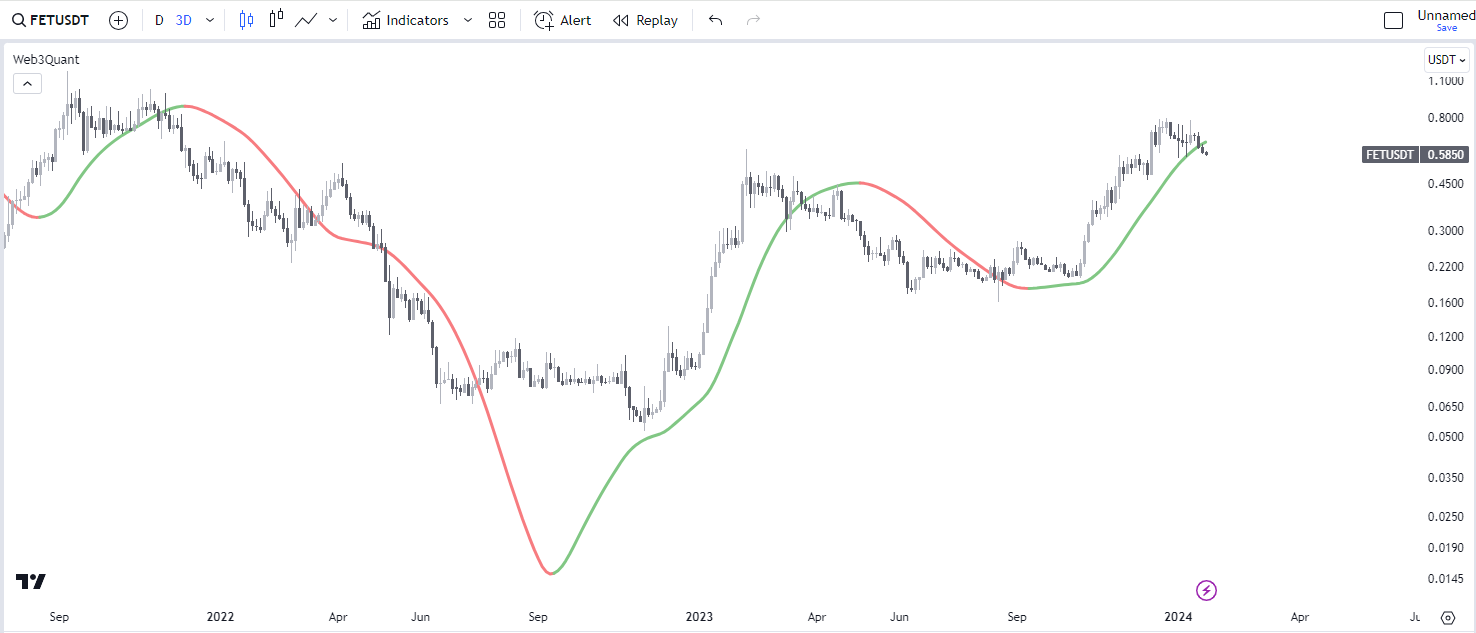 FETUSDT D 3D Indicators Alert Replay Unnamed
Save
Web3Quant
USDT
1.1000
0.8000
FETUSDT 0.5850
0.4500
0.3000
0.2200
0.1600
0.1200
0.0900
0.0650
0.0500
0.0350
0.0250
0.0190
0.0145
Sep 2022 Apr Jun Sep 2023 Apr Jun Sep 2024 Apr